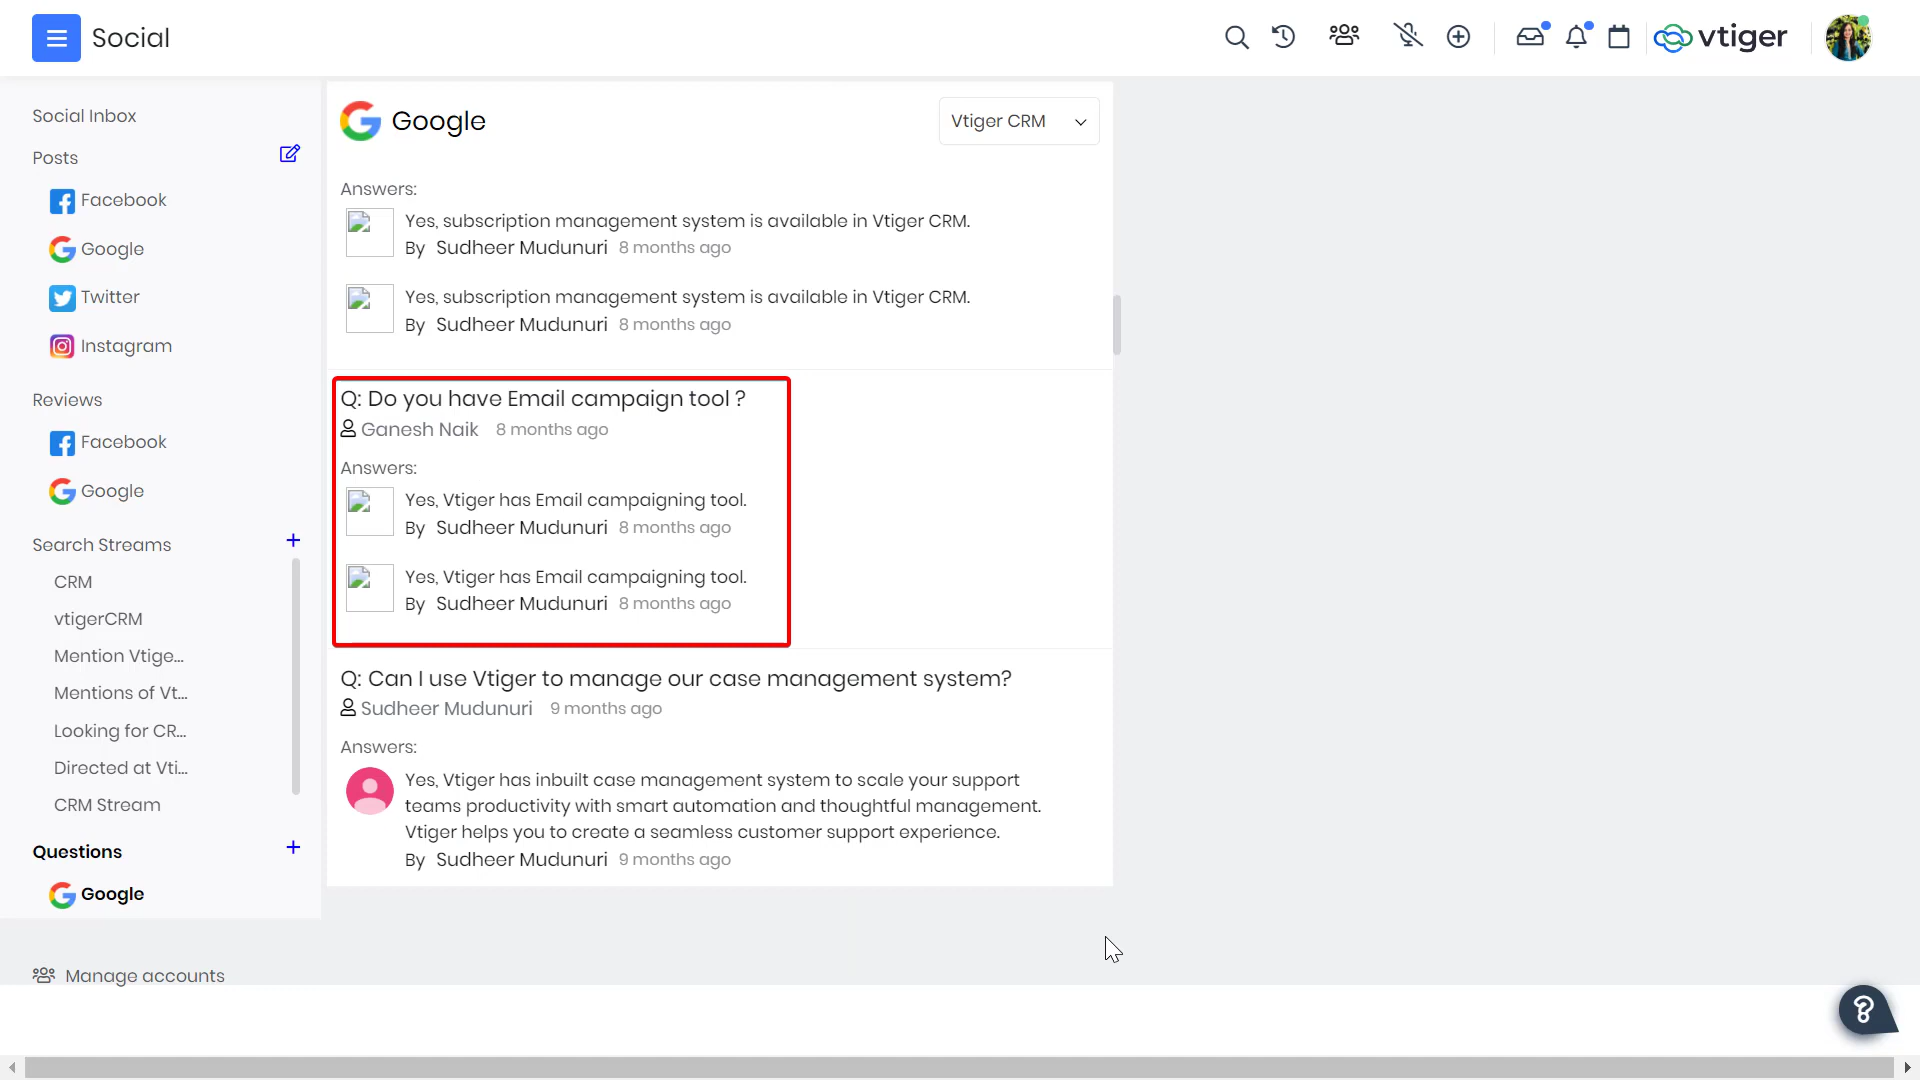 Social
vtiger
Social Inbox
Posts
Facebook
Google
Twitter
Instagram
Reviews
Facebook
Google
Search Streams
CRM
vtigerCRM
Mention Vtige...
Mentions of Vt...
Looking for CR...
Directed at Vti...
CRM Stream
Questions
Google
Manage accounts
Google
Vtiger CRM
Answers:
Yes, subscription management system is available in Vtiger CRM.
By Sudheer Mudunuri 8 months ago
Yes, subscription management system is available in Vtiger CRM.
By Sudheer Mudunuri 8 months ago
Q: Do you have Email campaign tool ?
Ganesh Naik 8 months ago
Answers:
Yes, Vtiger has Email campaigning tool.
By Sudheer Mudunuri 8 months ago
Yes, Vtiger has Email campaigning tool.
By Sudheer Mudunuri 8 months ago
Q: Can I use Vtiger to manage our case management system?
Sudheer Mudunuri 9 months ago
Answers:
Yes, Vtiger has inbuilt case management system to scale your support
teams productivity with smart automation and thoughtful management.
Vtiger helps you to create a seamless customer support experience.
By Sudheer Mudunuri 9 months ago